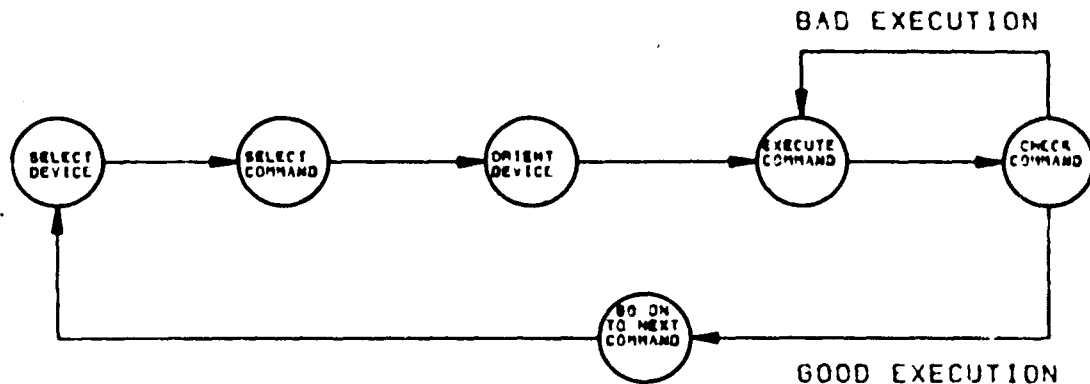 BAD EXECUTION
SELECT
DEVICE
SELECT
COMMAND
ORIENT
DEVICE
EXECUTE
COMMAND
CHECK
COMMAND
GO ON
TO NEXT
COMMAND
GOOD EXECUTION